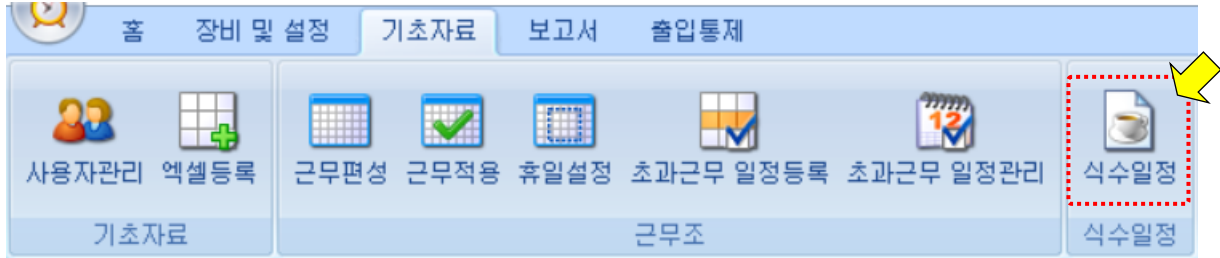 홈 장비 및 설정 기초자료 보고서 출입통제
12
사용자관리 엑셀등록 근무편성 근무적용 휴일설정 초과근무 일정등록 초과근무 일정관리 식수일정
기초자료 근무조 식수일정